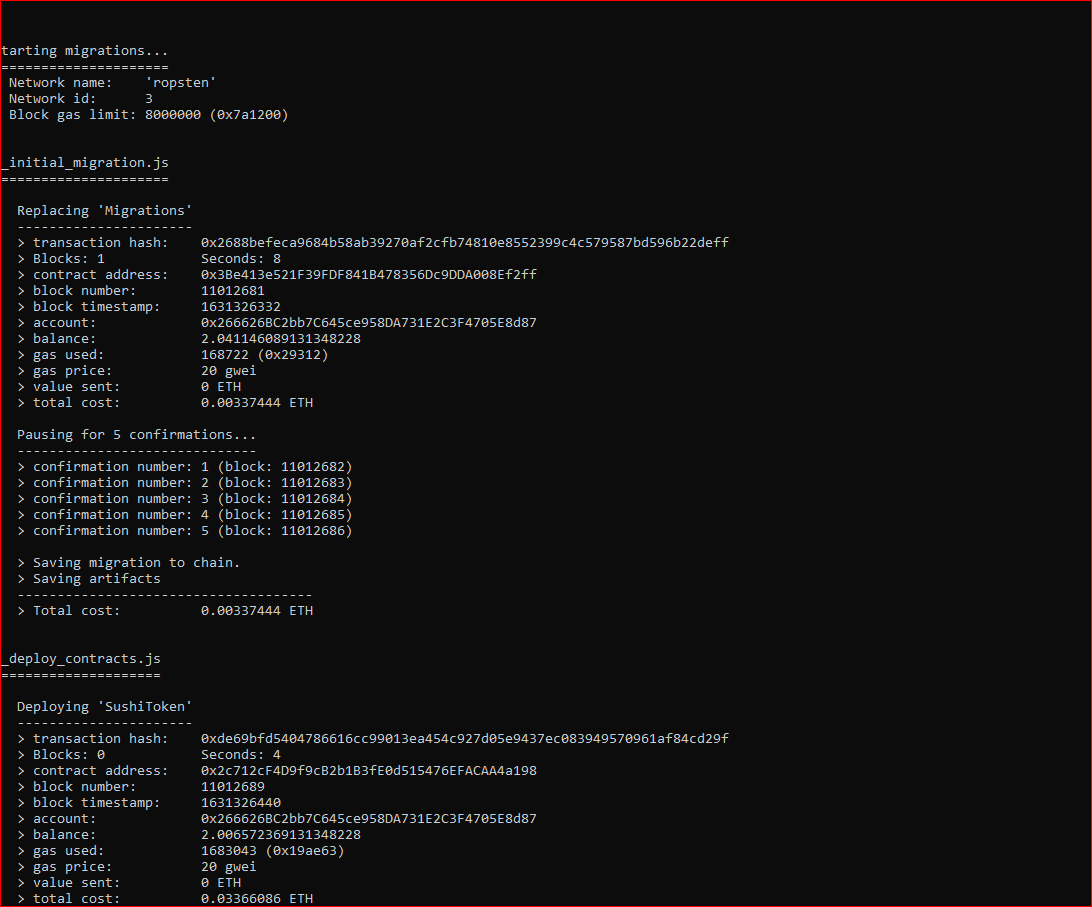 tarting migrations...
=====================
Network name:    'ropsten'
Network id:      3
Block gas limit: 8000000 (0x7a1200)
_initial_migration.js
=====================
Replacing 'Migrations'
----------------------
> transaction hash:    0x2688befeca9684b58ab39270af2cfb74810e8552399c4c579587bd596b22deff
> Blocks: 1            Seconds: 8
> contract address:    0x3Be413e521F39FDF841B478356Dc9DDA008Ef2ff
> block number:        11012681
> block timestamp:     1631326332
> account:             0x266626BC2bb7C645ce958DA731E2C3F4705E8d87
> balance:             2.041146089131348228
> gas used:            168722 (0x29312)
> gas price:           20 gwei
> value sent:          0 ETH
> total cost:          0.00337444 ETH
Pausing for 5 confirmations...
------------------------------
> confirmation number: 1 (block: 11012682)
> confirmation number: 2 (block: 11012683)
> confirmation number: 3 (block: 11012684)
> confirmation number: 4 (block: 11012685)
> confirmation number: 5 (block: 11012686)
> Saving migration to chain.
> Saving artifacts
-------------------------------------
> Total cost:          0.00337444 ETH
_deploy_contracts.js
====================
Deploying 'SushiToken'
----------------------
> transaction hash:    0xde69bfd5404786616cc99013ea454c927d05e9437ec083949570961af84cd29f
> Blocks: 0            Seconds: 4
> contract address:    0x2c712cF4D9f9cB2b1B3fE0d515476EFACAA4a198
> block number:        11012689
> block timestamp:     1631326440
> account:             0x266626BC2bb7C645ce958DA731E2C3F4705E8d87
> balance:             2.006572369131348228
> gas used:            1683043 (0x19ae63)
> gas price:           20 gwei
> value sent:          0 ETH
> total cost:          0.03366086 ETH